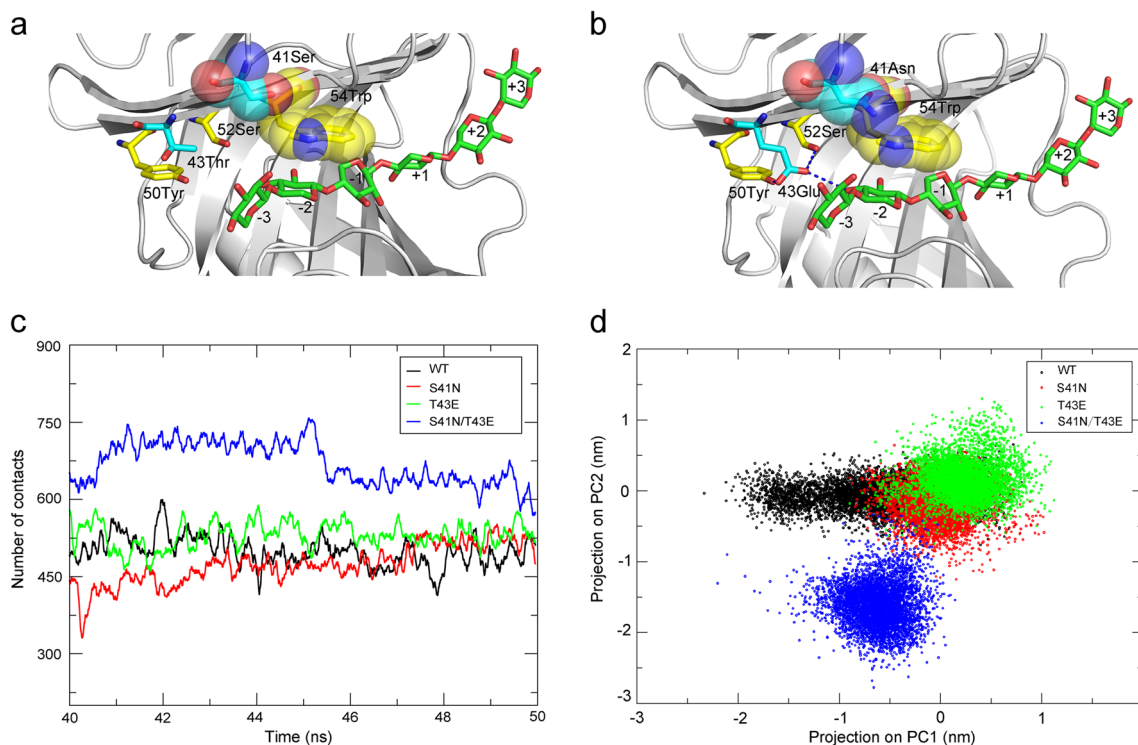 a
41Ser
54Trp
52Ser
43Thr
50Tyr
-3
-2
-1
+1
+2
+3
b
41Asn
54Trp
52Ser
50Tyr
43Glu
-3
-2
-1
+1
+2
+3
c
900
750
600
450
300
40
42
44
46
48
50
Number of contacts
Time (ns)
WT
S41N
T43E
S41N/T43E
d
2
1
0
-1
-2
-3
-3
-2
-1
0
1
Projection on PC2 (nm)
Projection on PC1 (nm)
WT
S41N
T43E
S41N/T43E